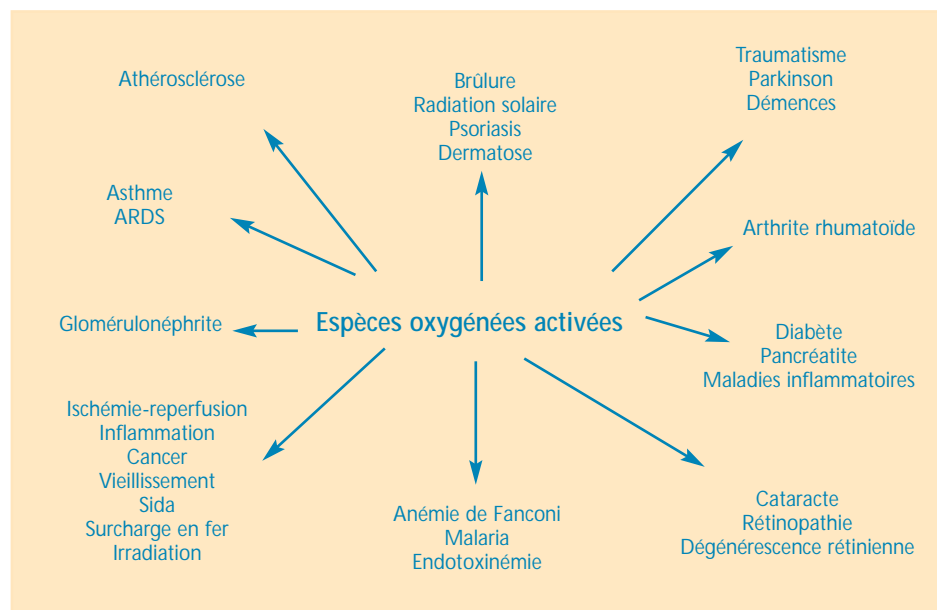 Athérosclérose
Brûlure
Radiation solaire
Psoriasis
Dermatose
Traumatisme
Parkinson
Démences
Asthme
ARDS
Arthrite rhumatoïde
Glomérulonéphrite
Espèces oxygénées activées
Diabète
Pancréatite
Maladies inflammatoires
Ischémie-reperfusion
Inflammation
Cancer
Vieillissement
Sida
Surcharge en fer
Irradiation
Anémie de Fanconi
Malaria
Endotoxinémie
Cataracte
Rétinopathie
Dégénérescence rétinienne